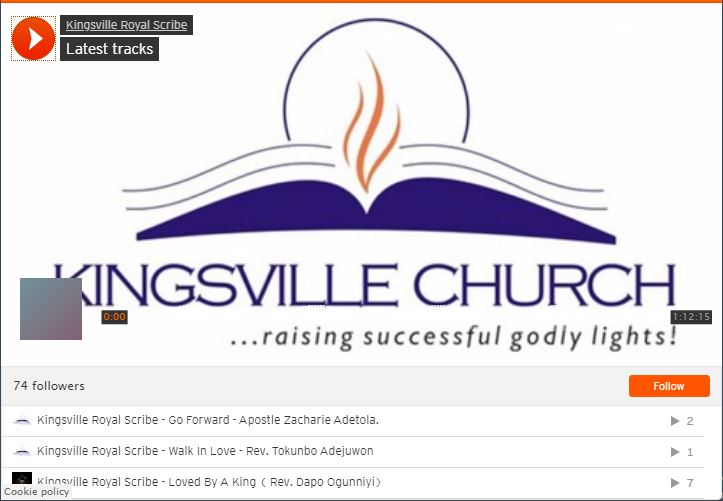 Kingsville Royal Scribe
Latest tracks
KINGSVILLE CHURCH
0:00
1:12:15
...raising successful godly lights!
74 followers
Follow
Kingsville Royal Scribe - Go Forward - Apostle Zacharie Adetola.
2
Kingsville Royal Scribe - Walk In Love - Rev. Tokunbo Adejuwon
1
Kingsville Royal Scribe - Loved By A King ( Rev. Dapo Ogunniyi)
7
Cookie policy